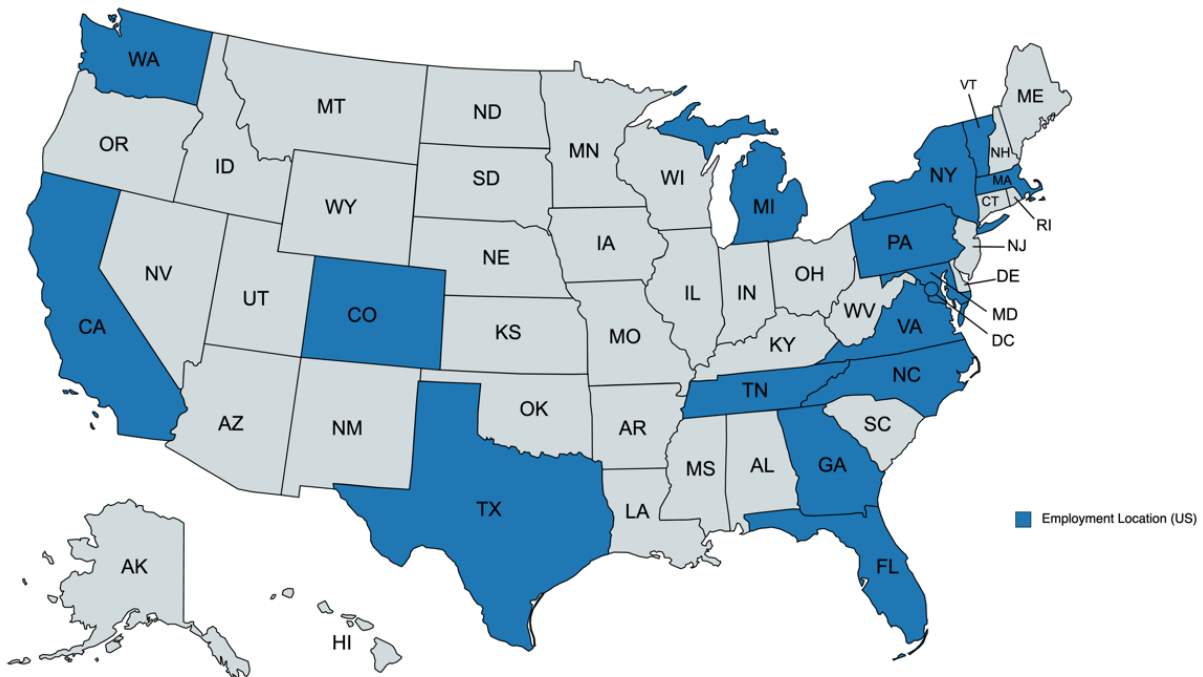 WA
MT
ND
MN
VT
ME
OR
ID
SD
WI
NH
NY
MA
WY
MI
CT
RI
IA
PA
NJ
NE
NV
UT
OH
DE
IL
IN
CO
WV
MD
CA
KS
MO
VA
DC
KY
NC
TN
OK
AZ
NM
AR
SC
MS
AL
GA
TX
LA
Employment Location (US)
AK
FL
HI